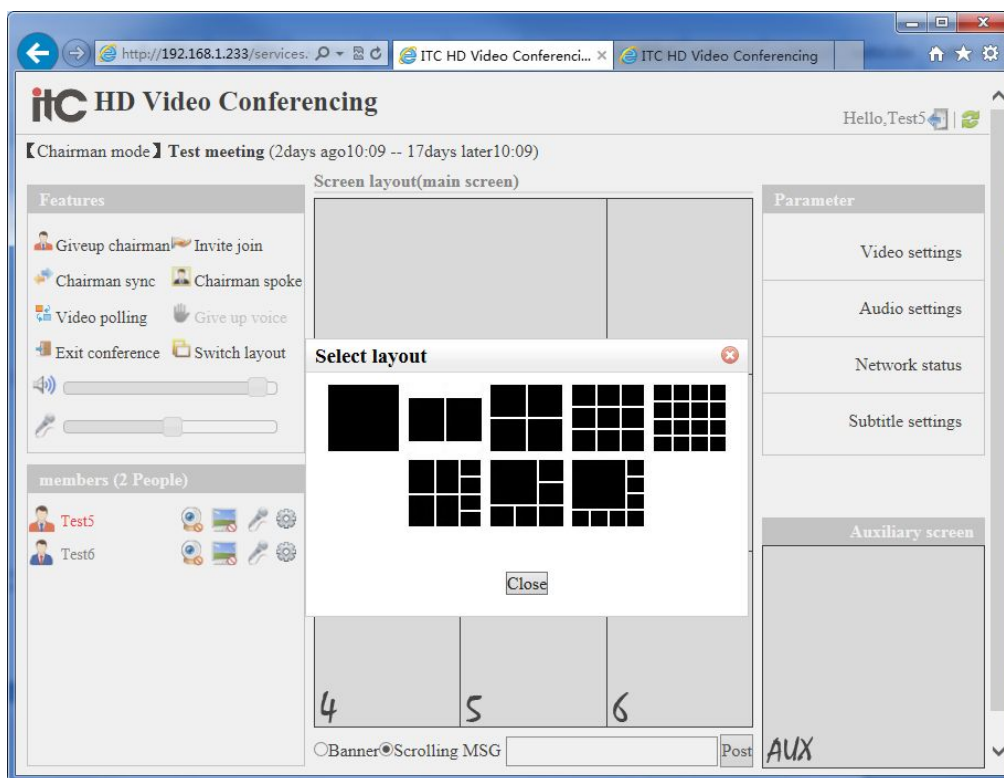 http://192.168.1.233/services.
ITC HD Video Conferenci...
ITC HD Video Conferencing
itC HD Video Conferencing
Hello,Test5 |
【Chairman mode】Test meeting (2days ago10:09 -- 17days later10:09)
Features
Giveup chairman
Invite join
Chairman sync
Chairman spoke
Video polling
Give up voice
Exit conference
Switch layout
members (2 People)
Test5
Test6
Screen layout(main screen)
Select layout
Close
4
5
6
Banner
Scrolling MSG
Post
Parameter
Video settings
Audio settings
Network status
Subtitle settings
Auxiliary screen
AUX